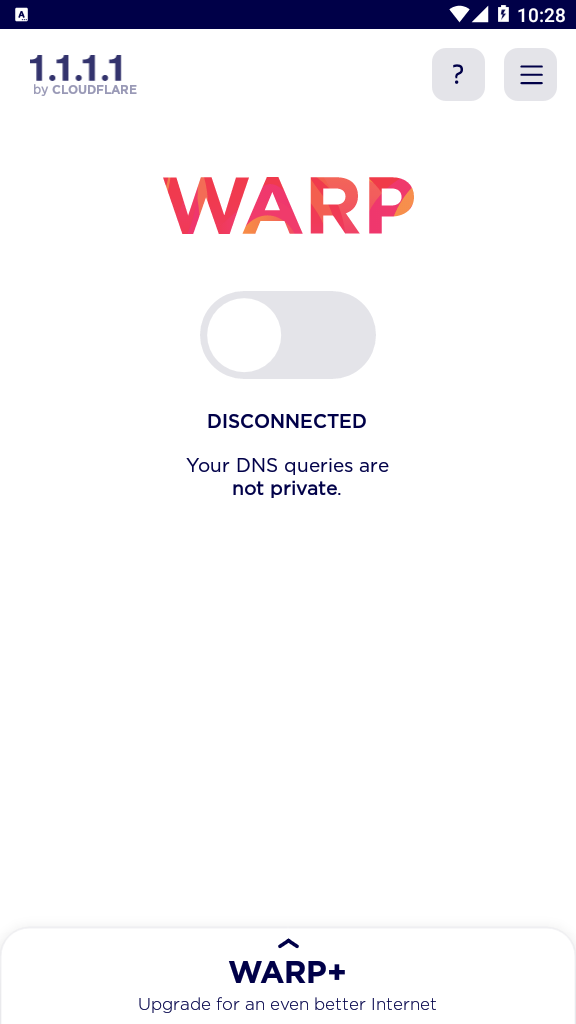 10:28
1.1.1.1
by CLOUDFLARE
?
WARP
DISCONNECTED
Your DNS queries are
not private.
WARP+
Upgrade for an even better Internet